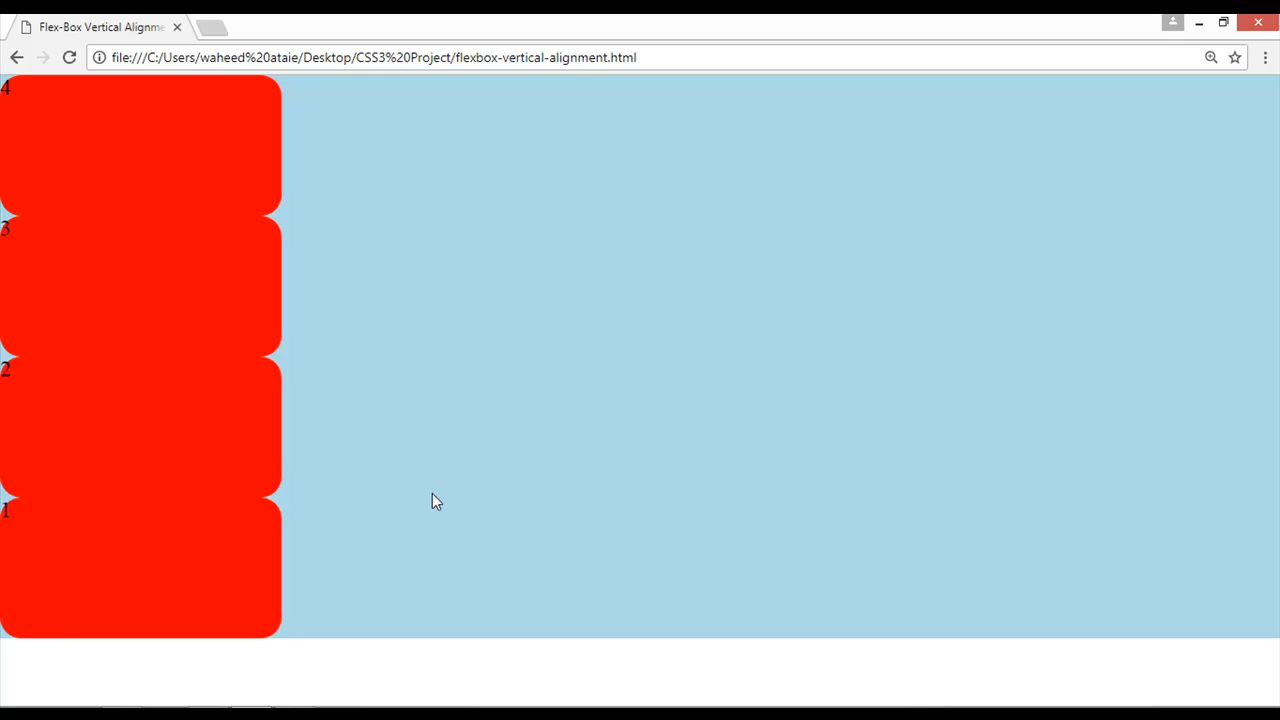 Flex-Box Vertical Alignme
file:///C:/Users/waheed%20ataie/Desktop/CSS3%20Project/flexbox-vertical-alignment.html
4
3
2
1